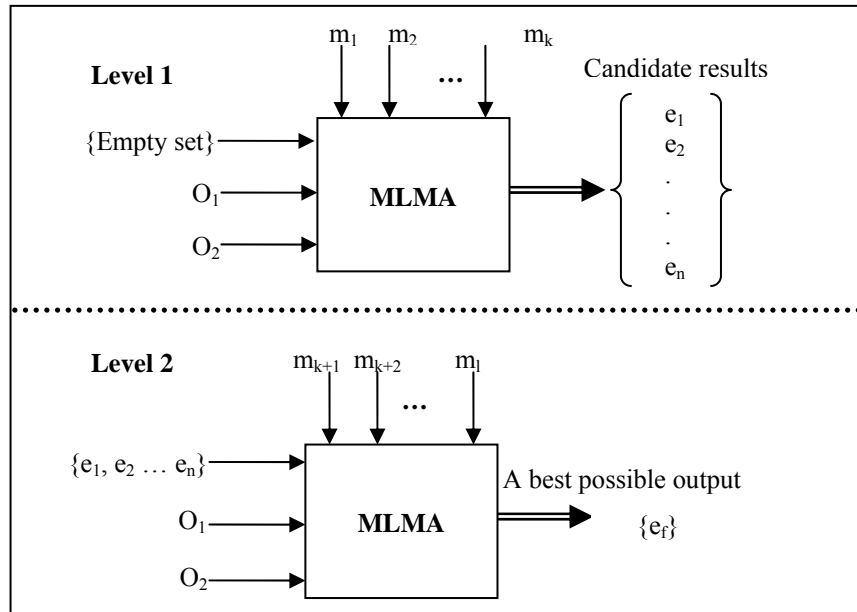 m₁ m₂ ... mₖ
Level 1
Candidate results
{Empty set}
O₁
O₂
MLMA
e₁
e₂
.
.
.
eₙ
Level 2
mₖ₊₁ mₖ₊₂ ... mₗ
{e₁, e₂ … eₙ}
O₁
O₂
MLMA
A best possible output
{e_f}